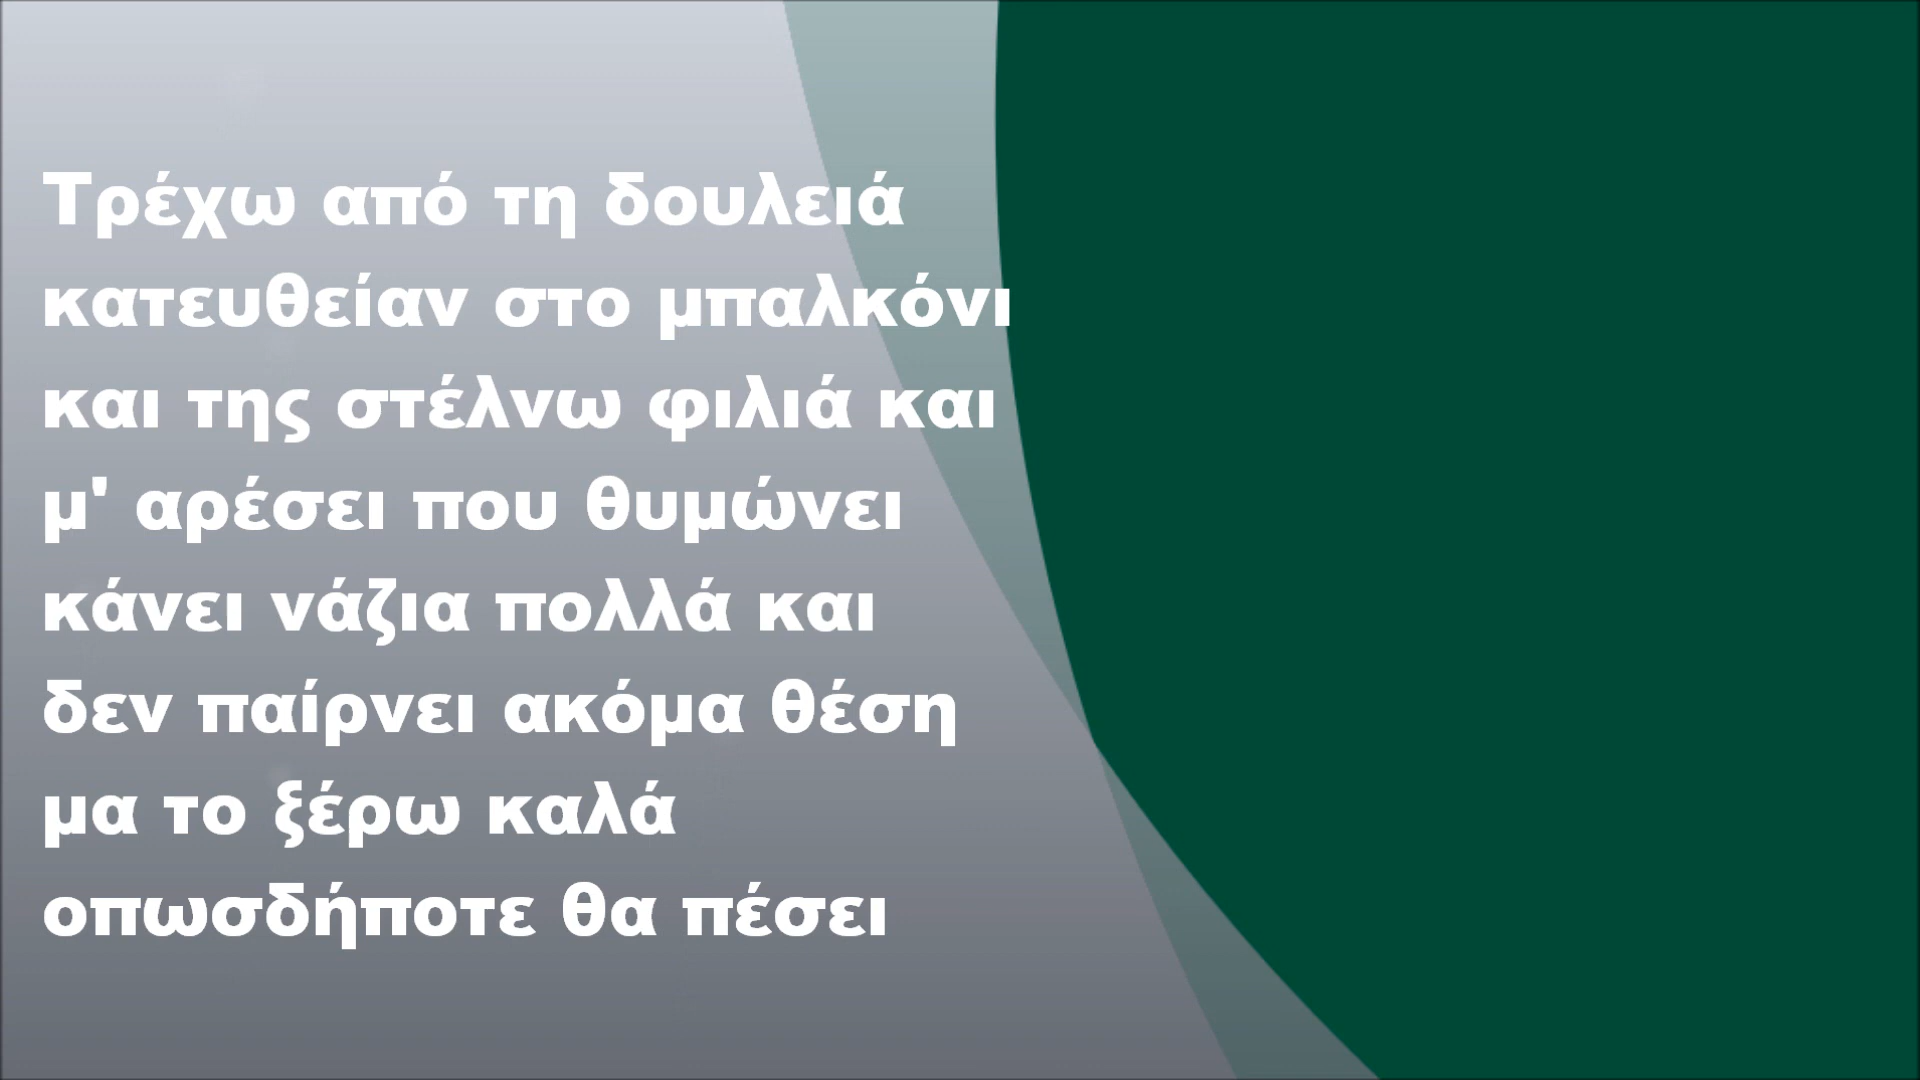 Τρέχω από τη δουλειά
κατευθείαν στο μπαλκόνι
και της στέλνω φιλιά και
μ' αρέσει που θυμώνει
κάνει νάζια πολλά και
δεν παίρνει ακόμα θέση
μα το ξέρω καλά
οπωσδήποτε θα πέσει